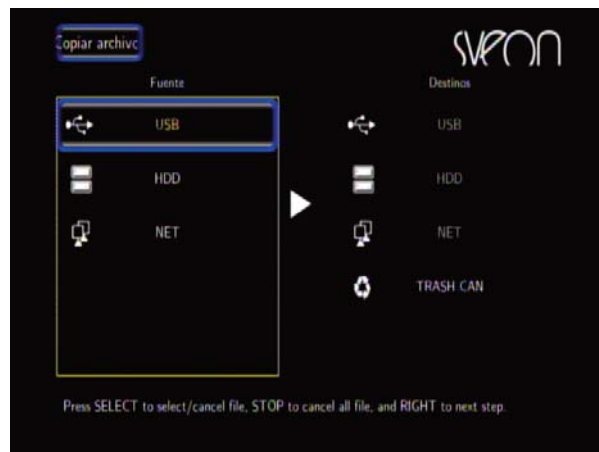 Copiar archivo
sveon
Fuente
Destinos
USB
USB
HDD
HDD
NET
NET
TRASH CAN
Press SELECT to select/cancel file, STOP to cancel all file, and RIGHT to next step.